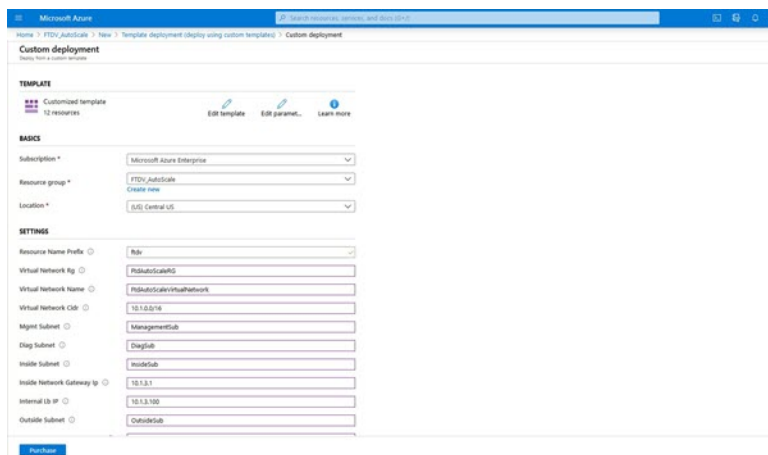 Microsoft Azure
Search resources, services, and docs (G+/)
Home > FTDV_AutoScale > New > Template deployment (deploy using custom templates) > Custom deployment
Custom deployment
Deploy from a custom template
TEMPLATE
Customized template
12 resources
Edit template
Edit paramet...
Learn more
BASICS
Subscription *
Microsoft Azure Enterprise
Resource group *
FTDV_AutoScale
Create new
Location *
(US) Central US
SETTINGS
Resource Name Prefix
ftdv
Virtual Network Rg
FtdAutoScaleRG
Virtual Network Name
FtdAutoScaleVirtualNetwork
Virtual Network Cidr
10.1.0.0/16
Mgmt Subnet
ManagementSub
Diag Subnet
DiagSub
Inside Subnet
InsideSub
Inside Network Gateway Ip
10.1.3.1
Internal Lb IP
10.1.3.100
Outside Subnet
OutsideSub
Purchase